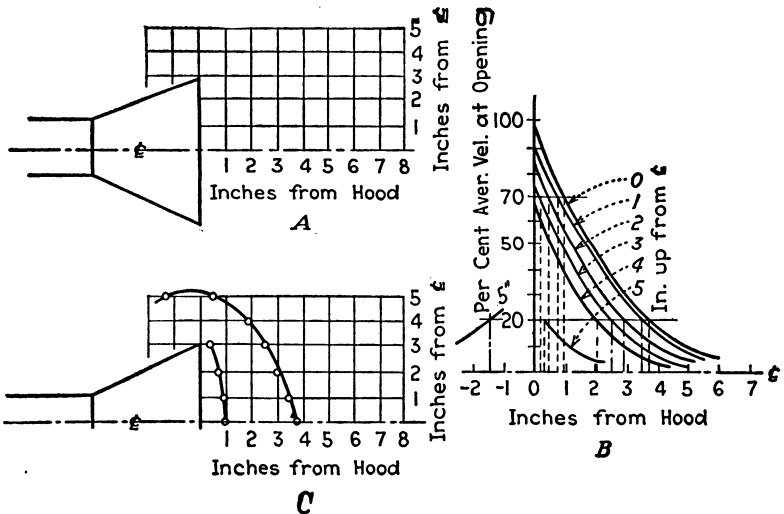 5
4
3
2
1
Inches from ℄
℄
1 2 3 4 5 6 7 8
Inches from Hood
A
Per Cent Aver. Vel. at Opening
100
70
50
20
0
1
2
3
4
5
In. up from ℄
5"
-2 -1 0 1 2 3 4 5 6 7 ℄
Inches from Hood
B
5
4
3
2
1
Inches from ℄
℄
1 2 3 4 5 6 7 8
Inches from Hood
C